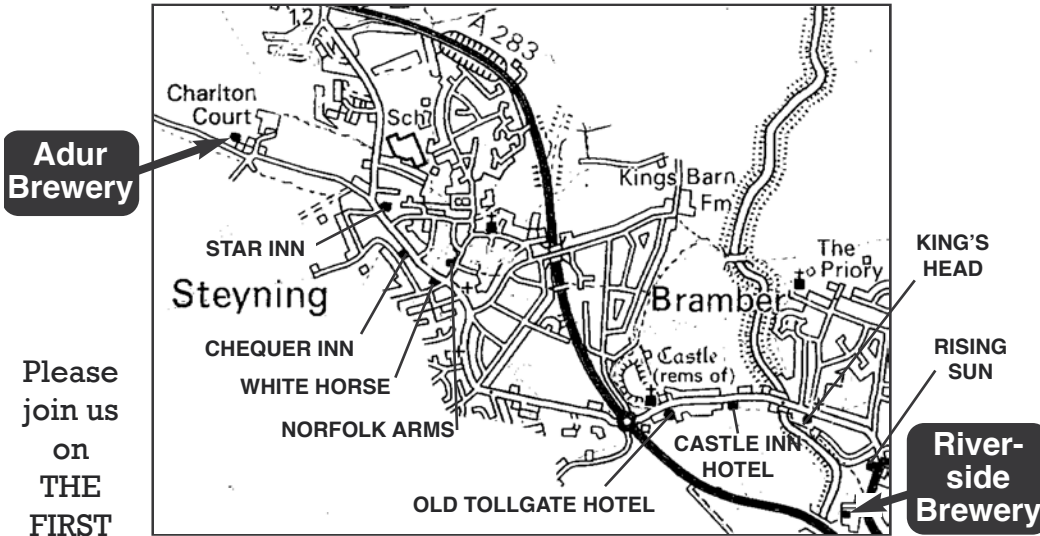 12
A 283
Charlton
Court
Sch
Adur
Brewery
Kings Barn
Fm
STAR INN
The
Priory
KING'S
HEAD
Steyning
Bramber
CHEQUER INN
Castle
(rems of)
RISING
SUN
WHITE HORSE
NORFOLK ARMS
CASTLE INN
HOTEL
OLD TOLLGATE HOTEL
River-
side
Brewery
Please
join us
on
THE
FIRST